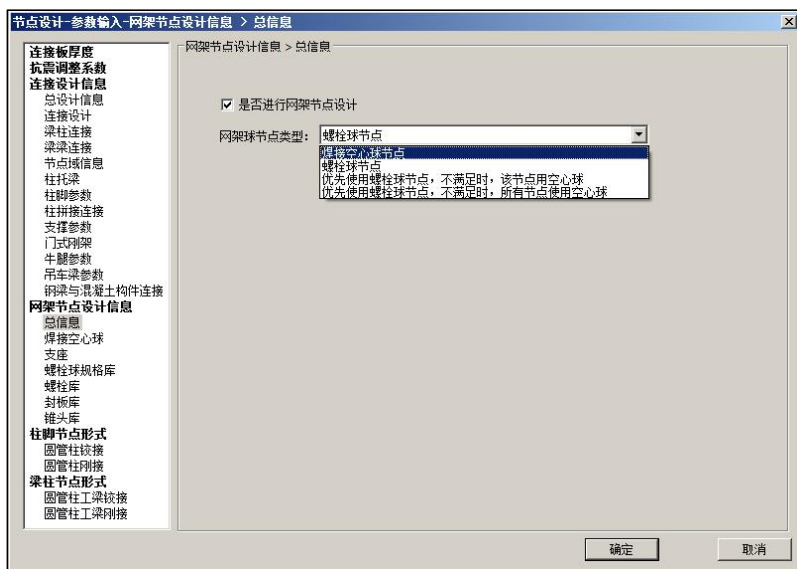 节点设计-参数输入-网架节点设计信息 > 总信息
连接板厚度
抗震调整系数
连接设计信息
总设计信息
连接设计
梁柱连接
梁梁连接
节点域信息
柱托梁
柱脚参数
柱拼接连接
支撑参数
门式刚架
牛腿参数
吊车梁参数
钢梁与混凝土构件连接
网架节点设计信息
总信息
焊接空心球
支座
螺栓球规格库
螺栓库
封板库
锥头库
柱脚节点形式
圆管柱铰接
圆管柱刚接
梁柱节点形式
圆管柱工梁铰接
圆管柱工梁刚接
网架节点设计信息 > 总信息
是否进行网架节点设计
网架球节点类型: 螺栓球节点
焊接空心球节点
螺栓球节点
优先使用螺栓球节点，不满足时，该节点用空心球
优先使用螺栓球节点，不满足时，所有节点使用空心球
确定 取消